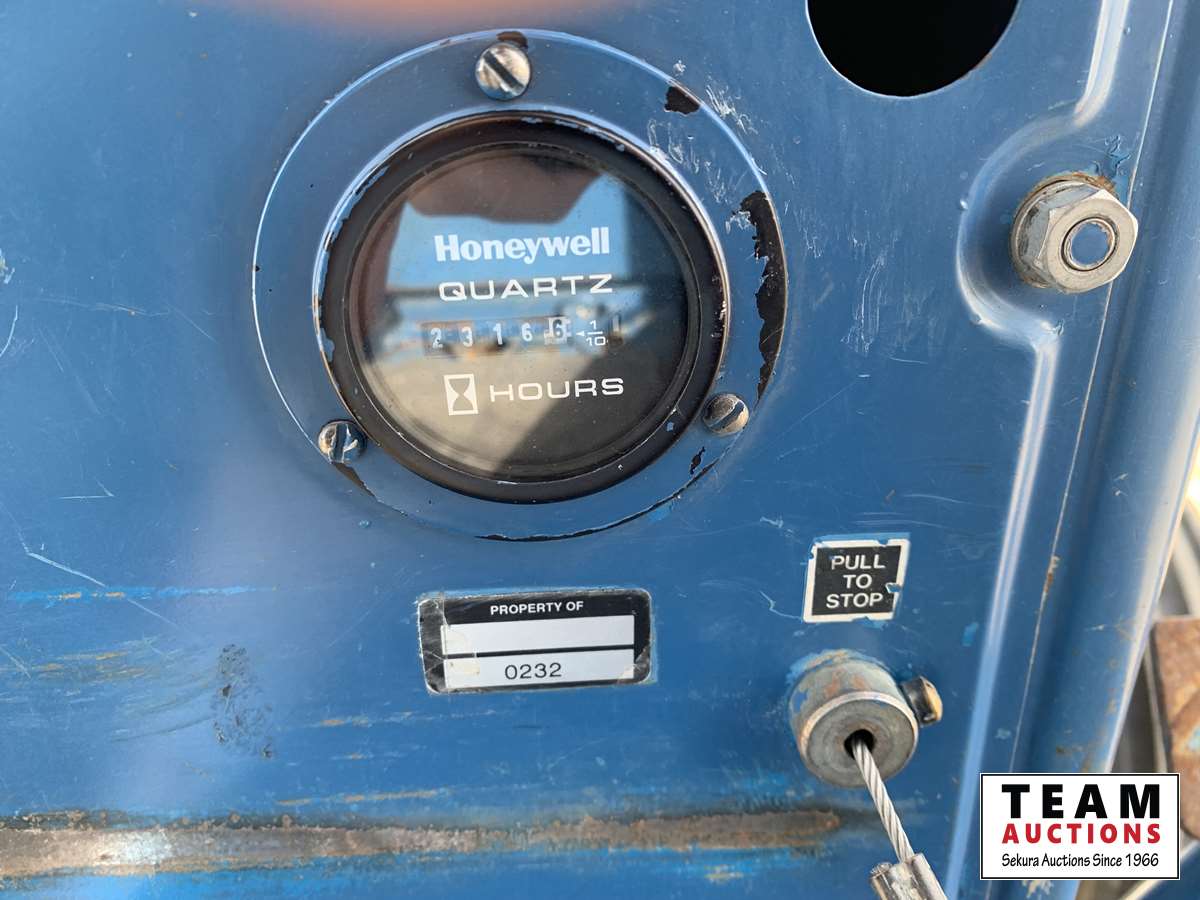 Honeywell
QUARTZ
2 3 1 6 6 1/10
HOURS
PULL
TO
STOP
PROPERTY OF
0232
TEAM
AUCTIONS
Sekura Auctions Since 1966